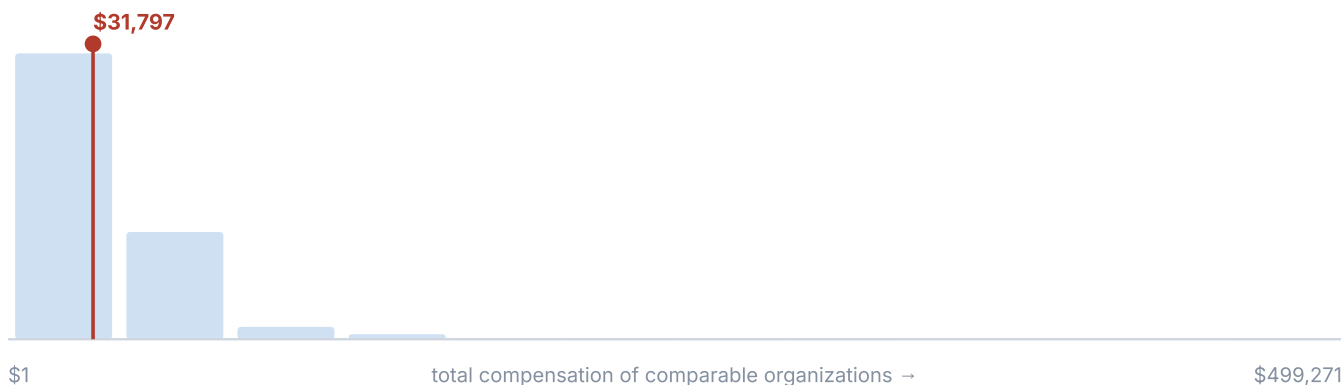 $31,797
$1
total compensation of comparable organizations →
$499,271